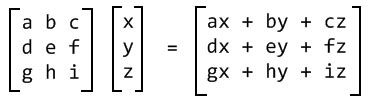 a b c x ax + by + cz
d e f y = dx + ey + fz
g h i z gx + hy + iz